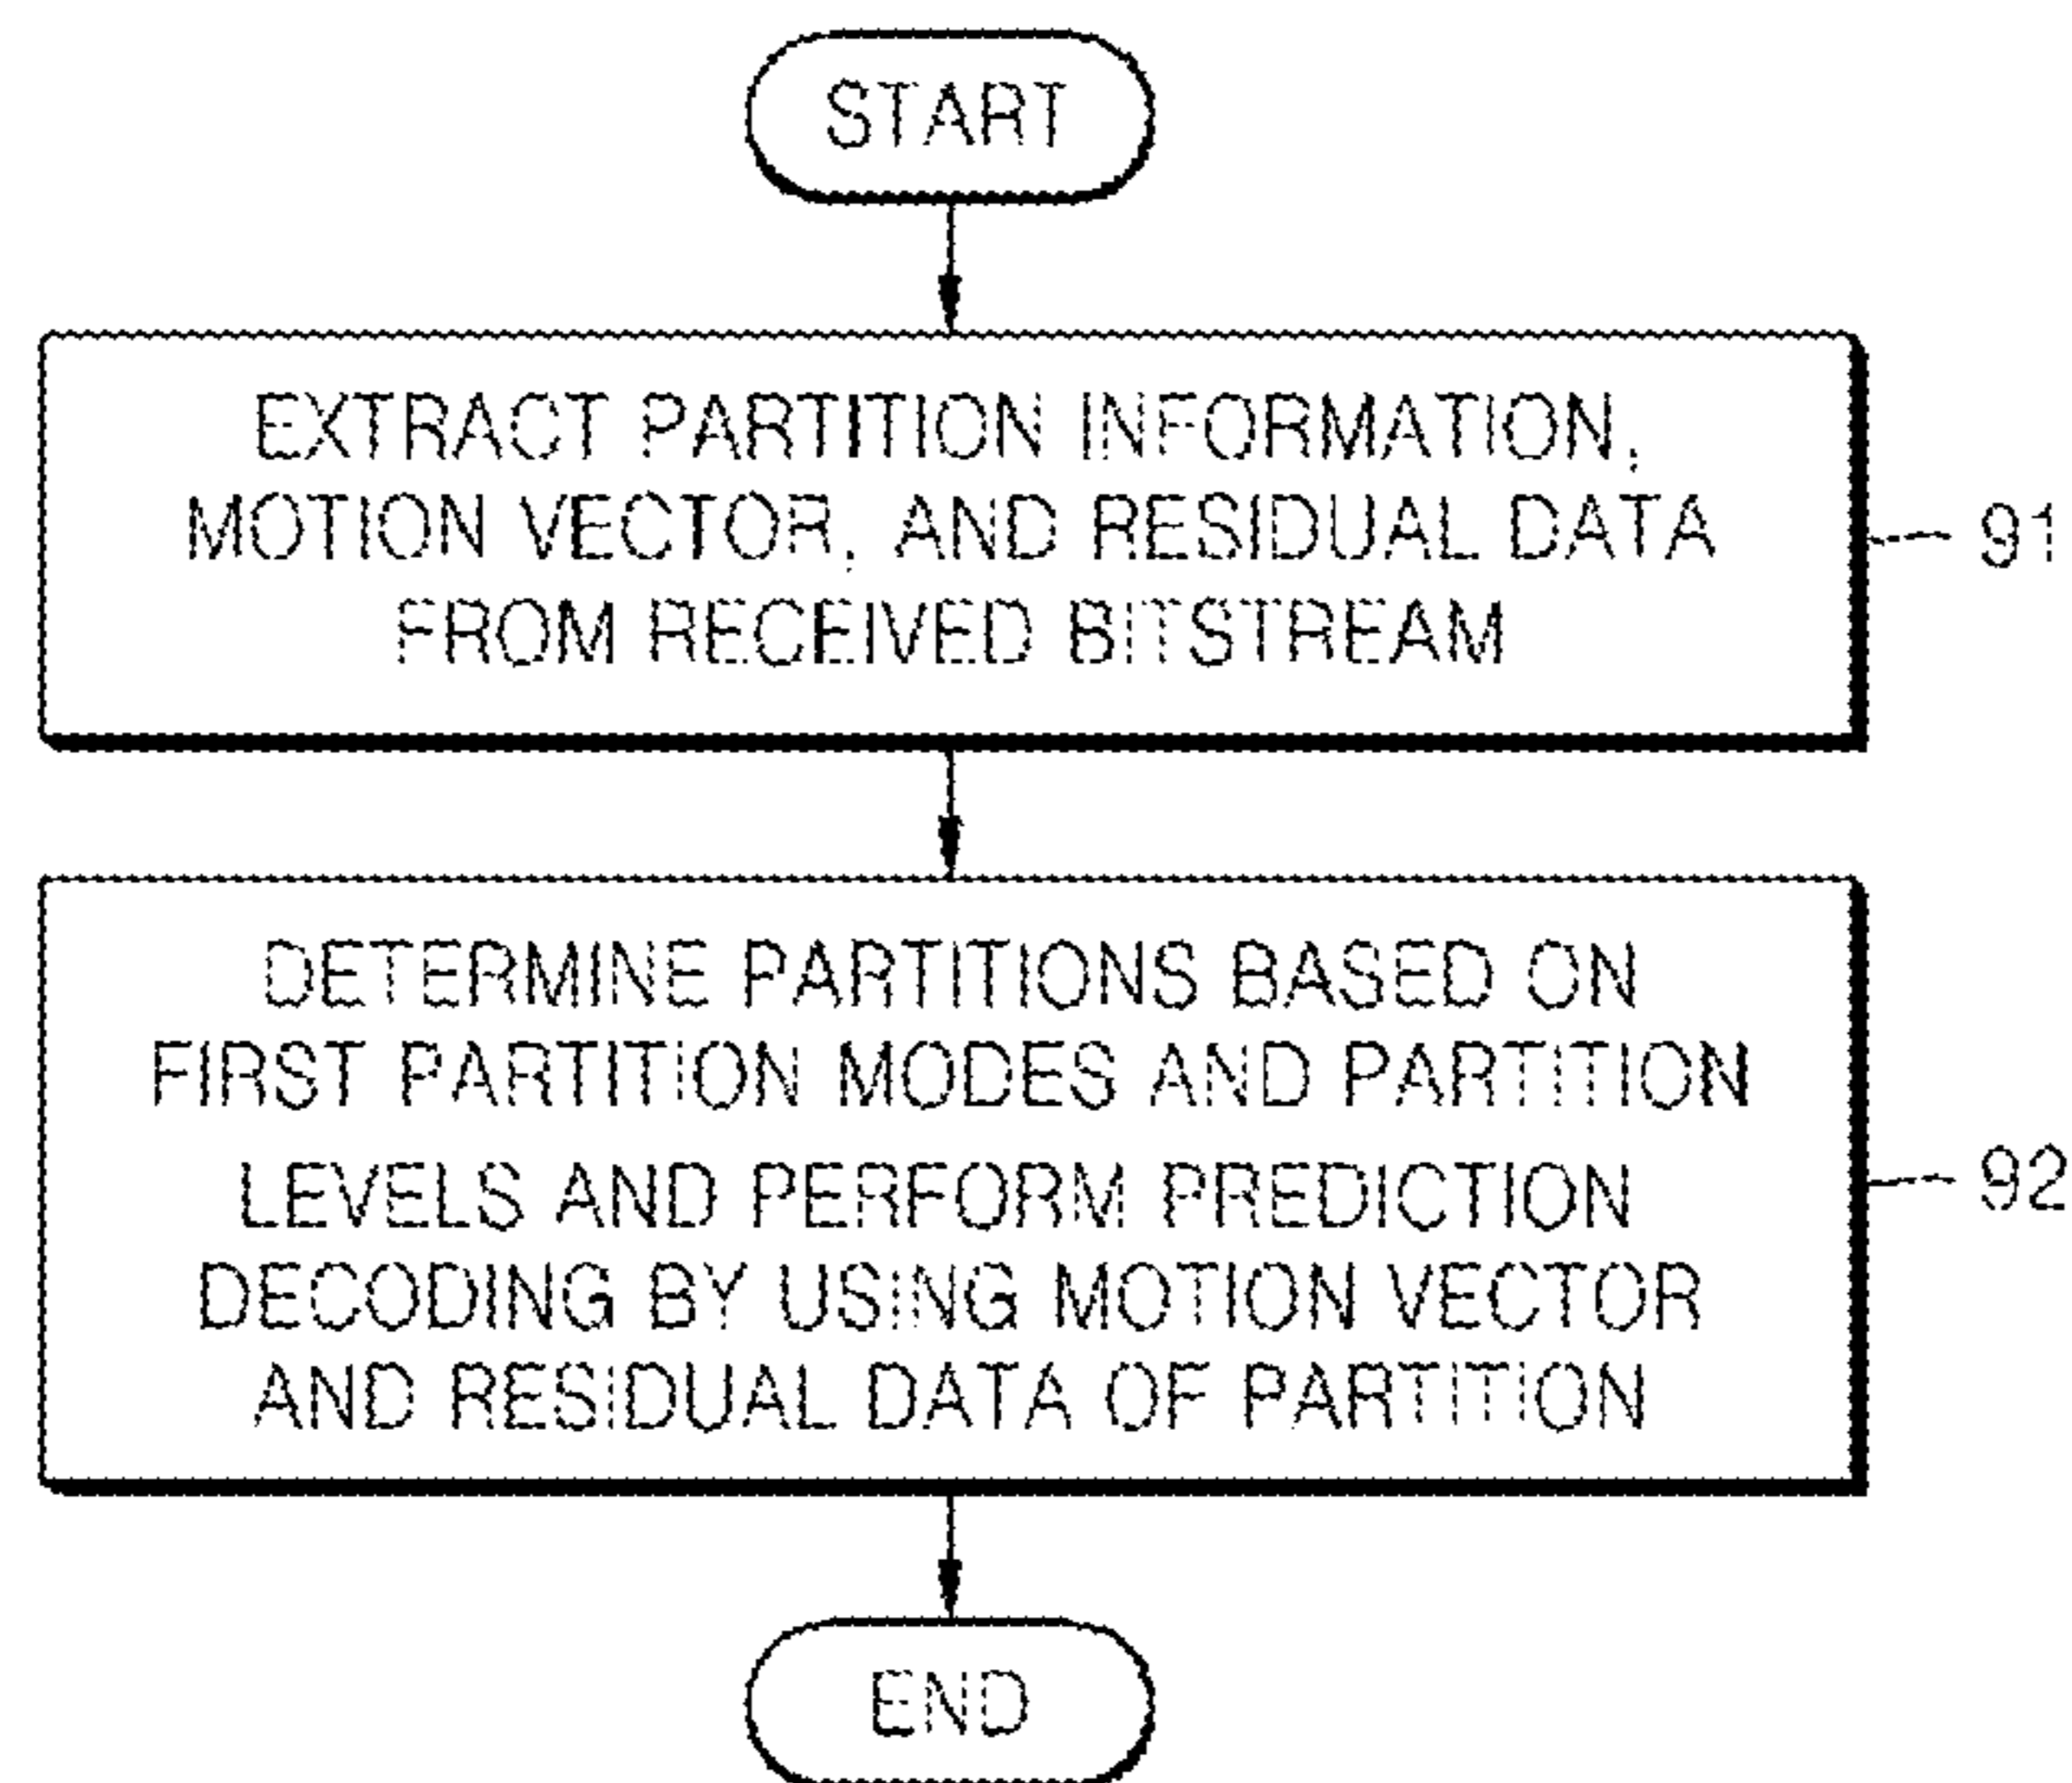 START
EXTRACT PARTITION INFORMATION,
MOTION VECTOR, AND RESIDUAL DATA
FROM RECEIVED BITSTREAM
91
DETERMINE PARTITIONS BASED ON
FIRST PARTITION MODES AND PARTITION
LEVELS AND PERFORM PREDICTION
DECODING BY USING MOTION VECTOR
AND RESIDUAL DATA OF PARTITION
92
END